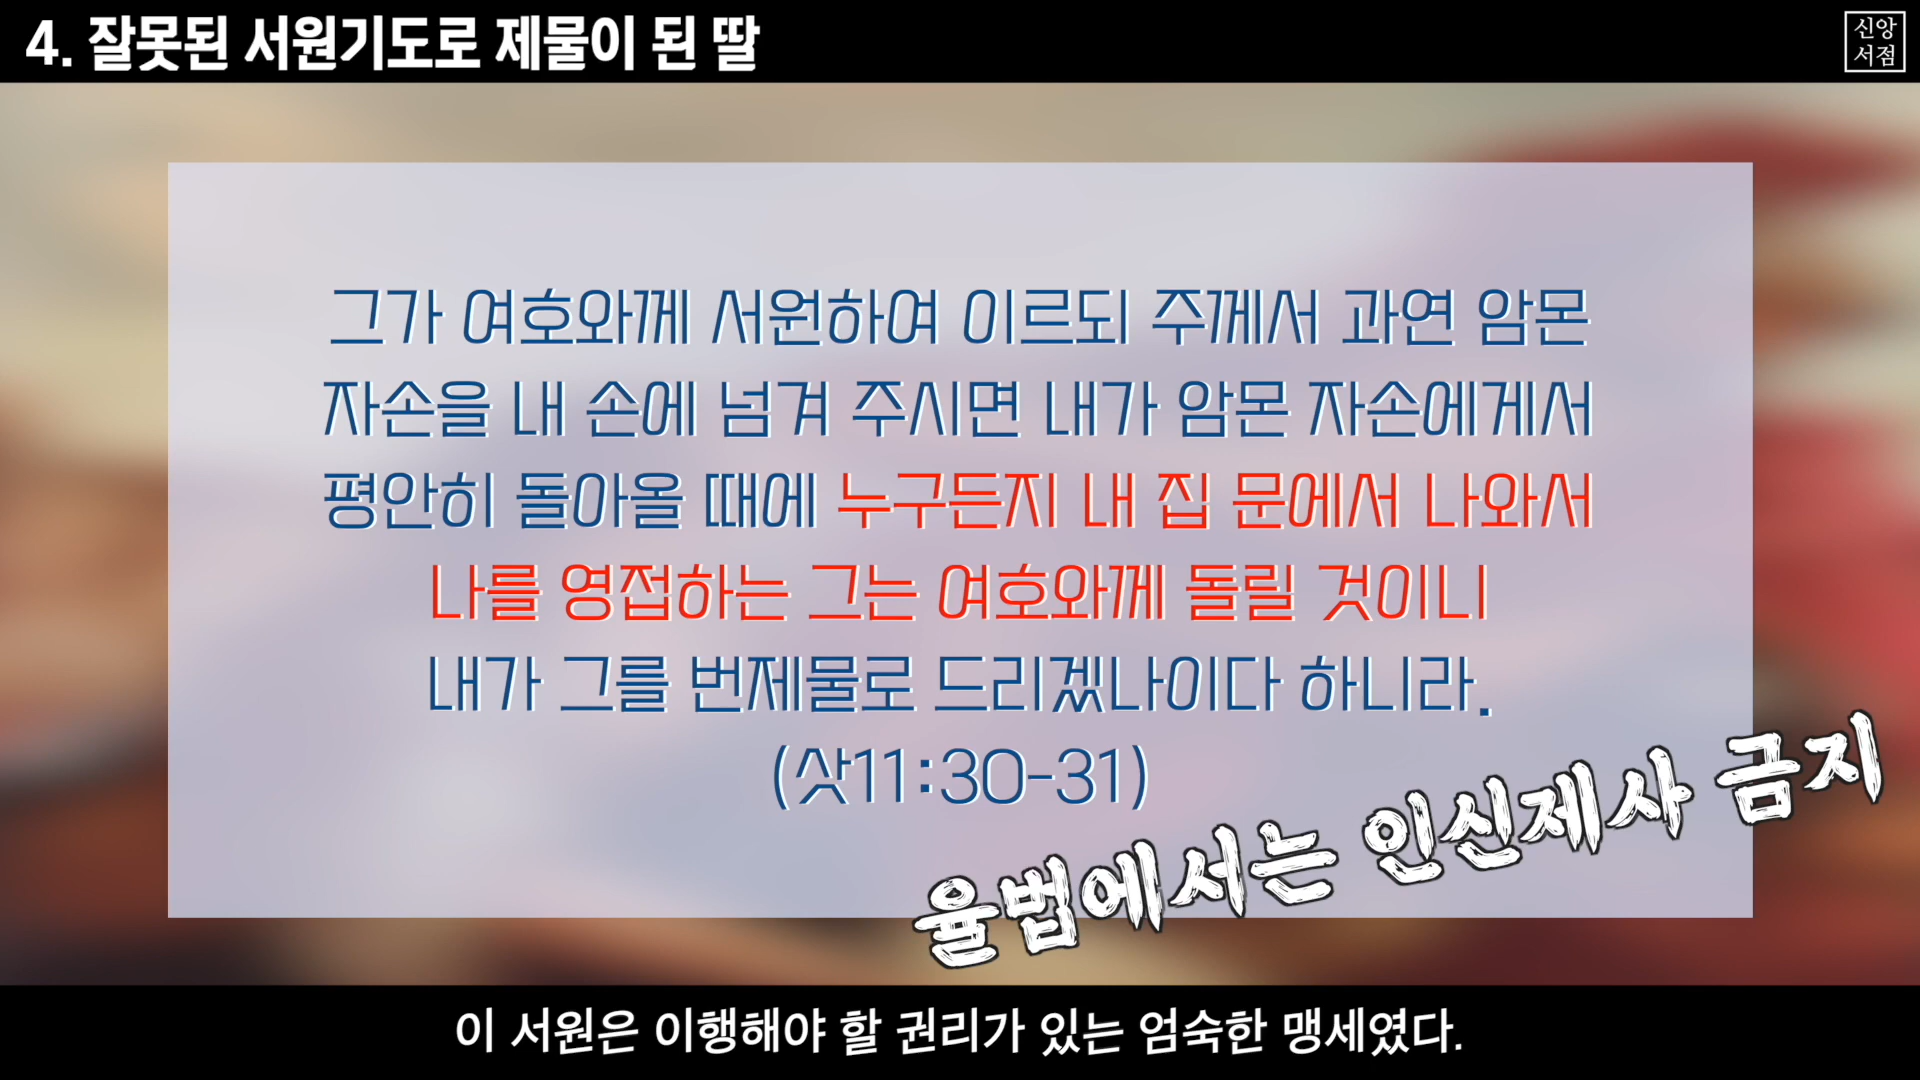 4. 잘못된 서원기도로 제물이 된 딸
신앙
서점
그가 여호와께 서원하여 이르되 주께서 과연 암몬
자손을 내 손에 넘겨 주시면 내가 암몬 자손에게서
평안히 돌아올 때에 누구든지 내 집 문에서 나와서
나를 영접하는 그는 여호와께 돌릴 것이니
내가 그를 번제물로 드리겠나이다 하니라.
(삿11:30-31)
율법에서는 인신제사 금지
이 서원은 이행해야 할 권리가 있는 엄숙한 맹세였다.